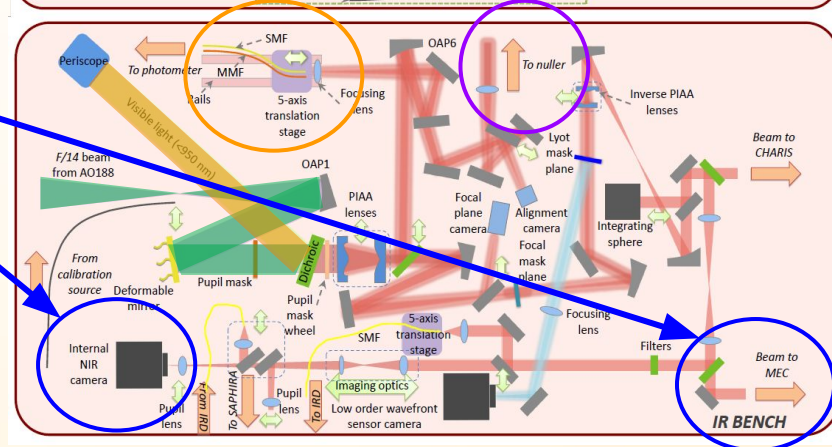 Periscope
To photometer
SMF
MMF
Rails
5-axis
translation
stage
Focusing
lens
OAP6
To nuller
Inverse PIAA
lenses
Visible light (<950 nm)
F/14 beam
from AO188
OAP1
PIAA
lenses
Lyot
mask
plane
Beam to
CHARIS
Focal
plane
camera
Alignment
camera
Integrating
sphere
From
calibration
source
Deformable
mirror
Pupil mask
Dichroic
Pupil
mask
wheel
Focal
mask
plane
Focusing
lens
Internal
NIR
camera
Pupil
lens
From IRD
To SAPHIRA
Pupil
lens
SMF
5-axis
translation
stage
Imaging optics
To IRD
Low order wavefront
sensor camera
Filters
Beam to
MEC
IR BENCH